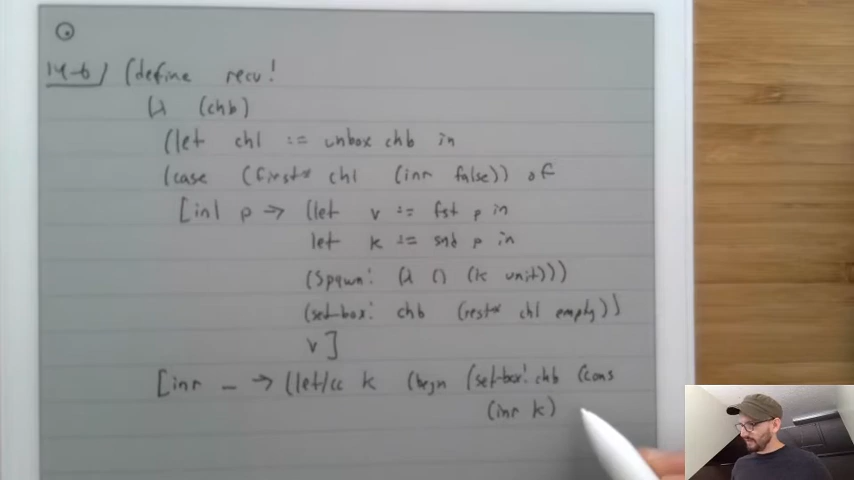 14-6/ (define recv!
(λ (chb)
(let chl := unbox chb in
(case (first* chl (inr false)) of
[inl p → (let v := fst p in
let k := snd p in
(spawn! (λ () (k unit)))
(set-box! chb (rest* chl empty))
v]
[inr _ → (let/cc k (begin (set-box! chb (cons
(inr k)